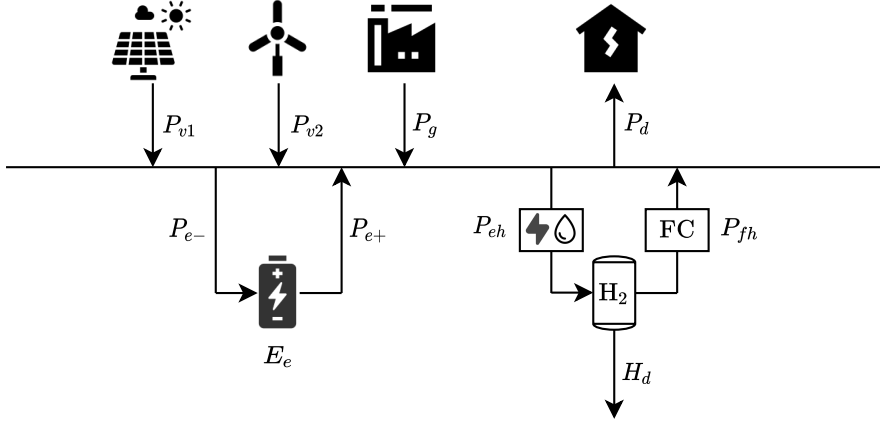 P_{v1}
P_{v2}
P_g
P_d
P_{e-}
P_{e+}
P_{eh}
FC
P_{fh}
+
H_2
-
E_e
H_d